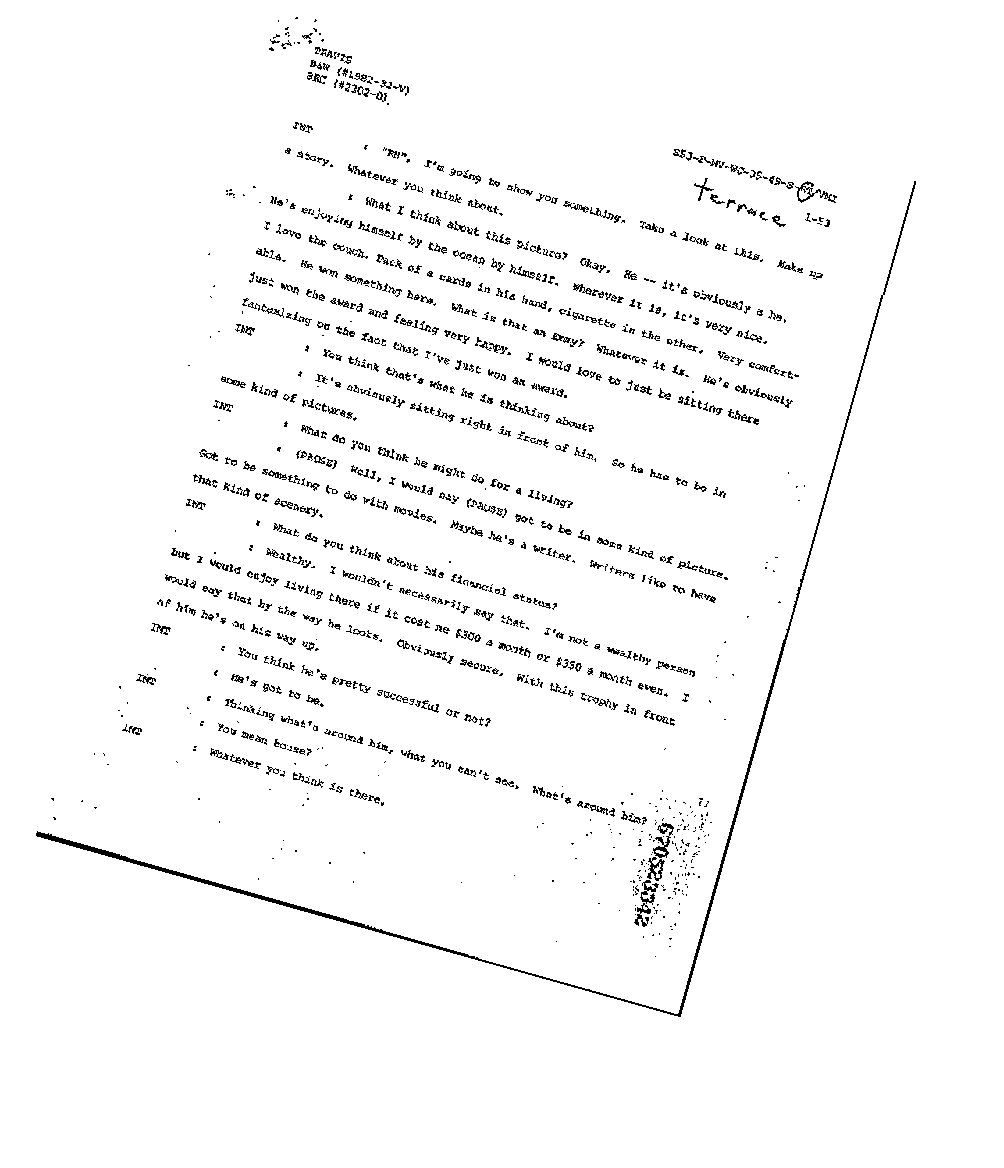 TRAVIS
B&W (#1982-32-V)
BRC (#2302-0)
S5J-F-NV-WC-35-49-S-
terrace
1-53
INT : "RM". I'm going to show you something. Take a look at this. Make up
a story. Whatever you think about.
: What I think about this picture? Okay. He -- it's obviously a he.
He's enjoying himself by the ocean by himself. Wherever it is, it's very nice.
I love the couch. Pack of a cards in his hand, cigarette in the other. Very comfort-
able. He won something here. What is that an Emmy? Whatever it is. He's obviously
just won the award and feeling very happy. I would love to just be sitting there
fantasizing on the fact that I've just won an award.
INT : You think that's what he is thinking about?
: It's obviously sitting right in front of him. So he has to be in
some kind of pictures.
INT : What do you think he might do for a living?
: (PAUSE) Well, I would say (PAUSE) got to be in some kind of picture.
Got to be something to do with movies. Maybe he's a writer. Writers like to have
that kind of scenery.
INT : What do you think about his financial status?
: Wealthy. I wouldn't necessarily say that. I'm not a wealthy person
but I would enjoy living there if it cost me $300 a month or $350 a month even. I
would say that by the way he looks. Obviously secure. With this trophy in front
of him he's on his way up.
INT : You think he's pretty successful or not?
: He's got to be.
INT : Thinking what's around him, what you can't see. What's around him?
: You mean house?
INT : Whatever you think is there.